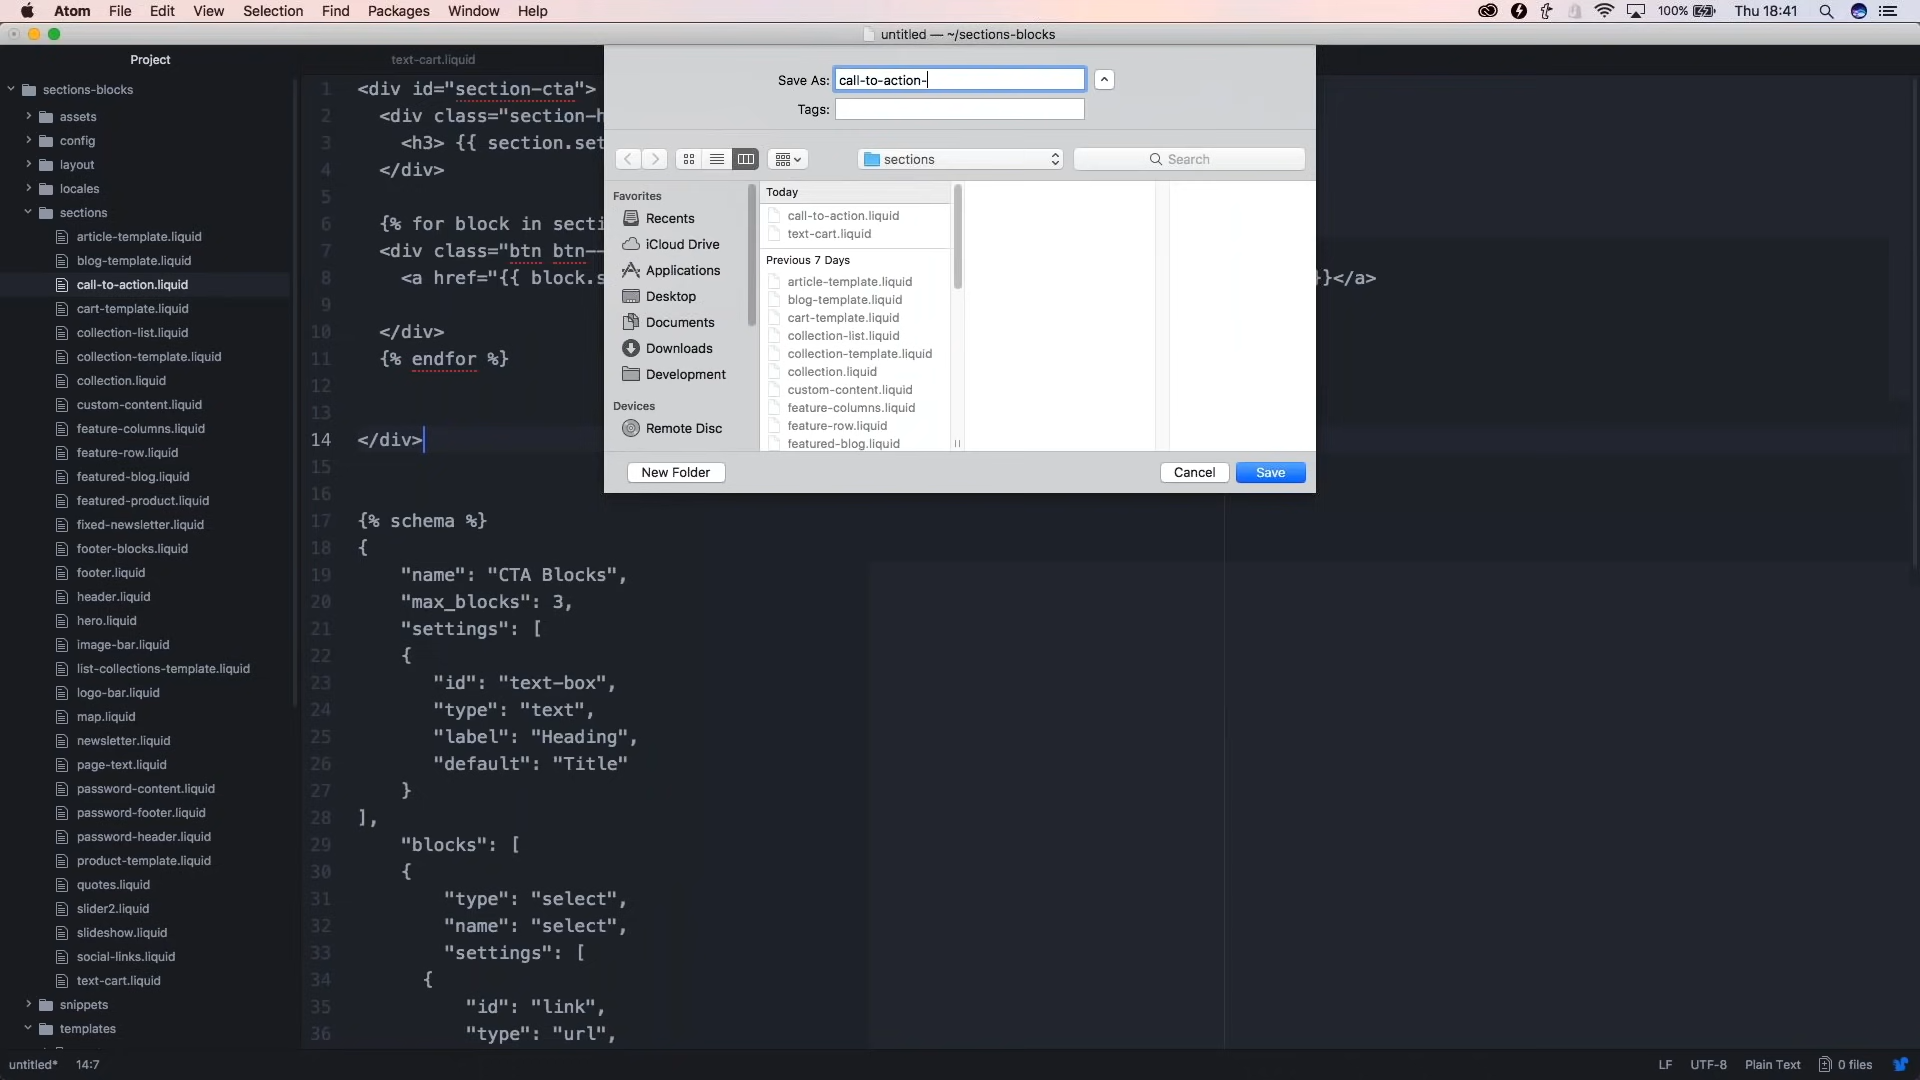 Atom File Edit View Selection Find Packages Window Help 100% Thu 18:41
untitled — ~/sections-blocks
Project
text-cart.liquid
sections-blocks
assets
config
layout
locales
sections
article-template.liquid
blog-template.liquid
call-to-action.liquid
cart-template.liquid
collection-list.liquid
collection-template.liquid
collection.liquid
custom-content.liquid
feature-columns.liquid
feature-row.liquid
featured-blog.liquid
featured-product.liquid
fixed-newsletter.liquid
footer-blocks.liquid
footer.liquid
header.liquid
hero.liquid
image-bar.liquid
list-collections-template.liquid
logo-bar.liquid
map.liquid
newsletter.liquid
page-text.liquid
password-content.liquid
password-footer.liquid
password-header.liquid
product-template.liquid
quotes.liquid
slider2.liquid
slideshow.liquid
social-links.liquid
text-cart.liquid
snippets
templates
1 <div id="section-cta">
2 <div class="section-h
3 <h3> {{ section.set
4 </div>
5
6 {% for block in secti
7 <div class="btn btn--
8 <a href="{{ block.s }}</a>
9
10 </div>
11 {% endfor %}
12
13
14 </div>
15
16
17 {% schema %}
18 {
19 "name": "CTA Blocks",
20 "max_blocks": 3,
21 "settings": [
22 {
23 "id": "text-box",
24 "type": "text",
25 "label": "Heading",
26 "default": "Title"
27 }
28 ],
29 "blocks": [
30 {
31 "type": "select",
32 "name": "select",
33 "settings": [
34 {
35 "id": "link",
36 "type": "url",
Save As: call-to-action-
Tags:
sections
Search
Favorites
Recents
iCloud Drive
Applications
Desktop
Documents
Downloads
Development
Devices
Remote Disc
Today
call-to-action.liquid
text-cart.liquid
Previous 7 Days
article-template.liquid
blog-template.liquid
cart-template.liquid
collection-list.liquid
collection-template.liquid
collection.liquid
custom-content.liquid
feature-columns.liquid
feature-row.liquid
featured-blog.liquid
New Folder
Cancel
Save
untitled* 14:7
LF UTF-8 Plain Text 0 files